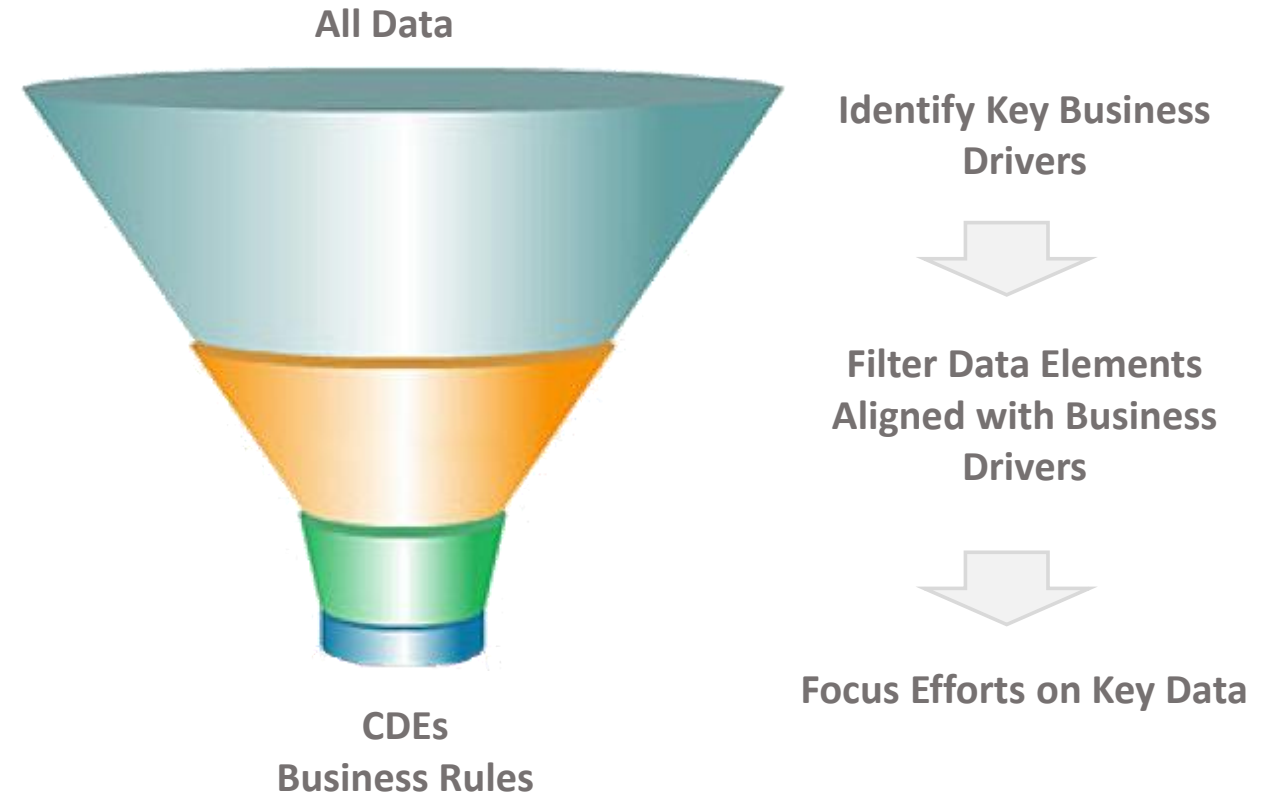 All Data
Identify Key Business
Drivers
Filter Data Elements
Aligned with Business
Drivers
Focus Efforts on Key Data
CDEs
Business Rules